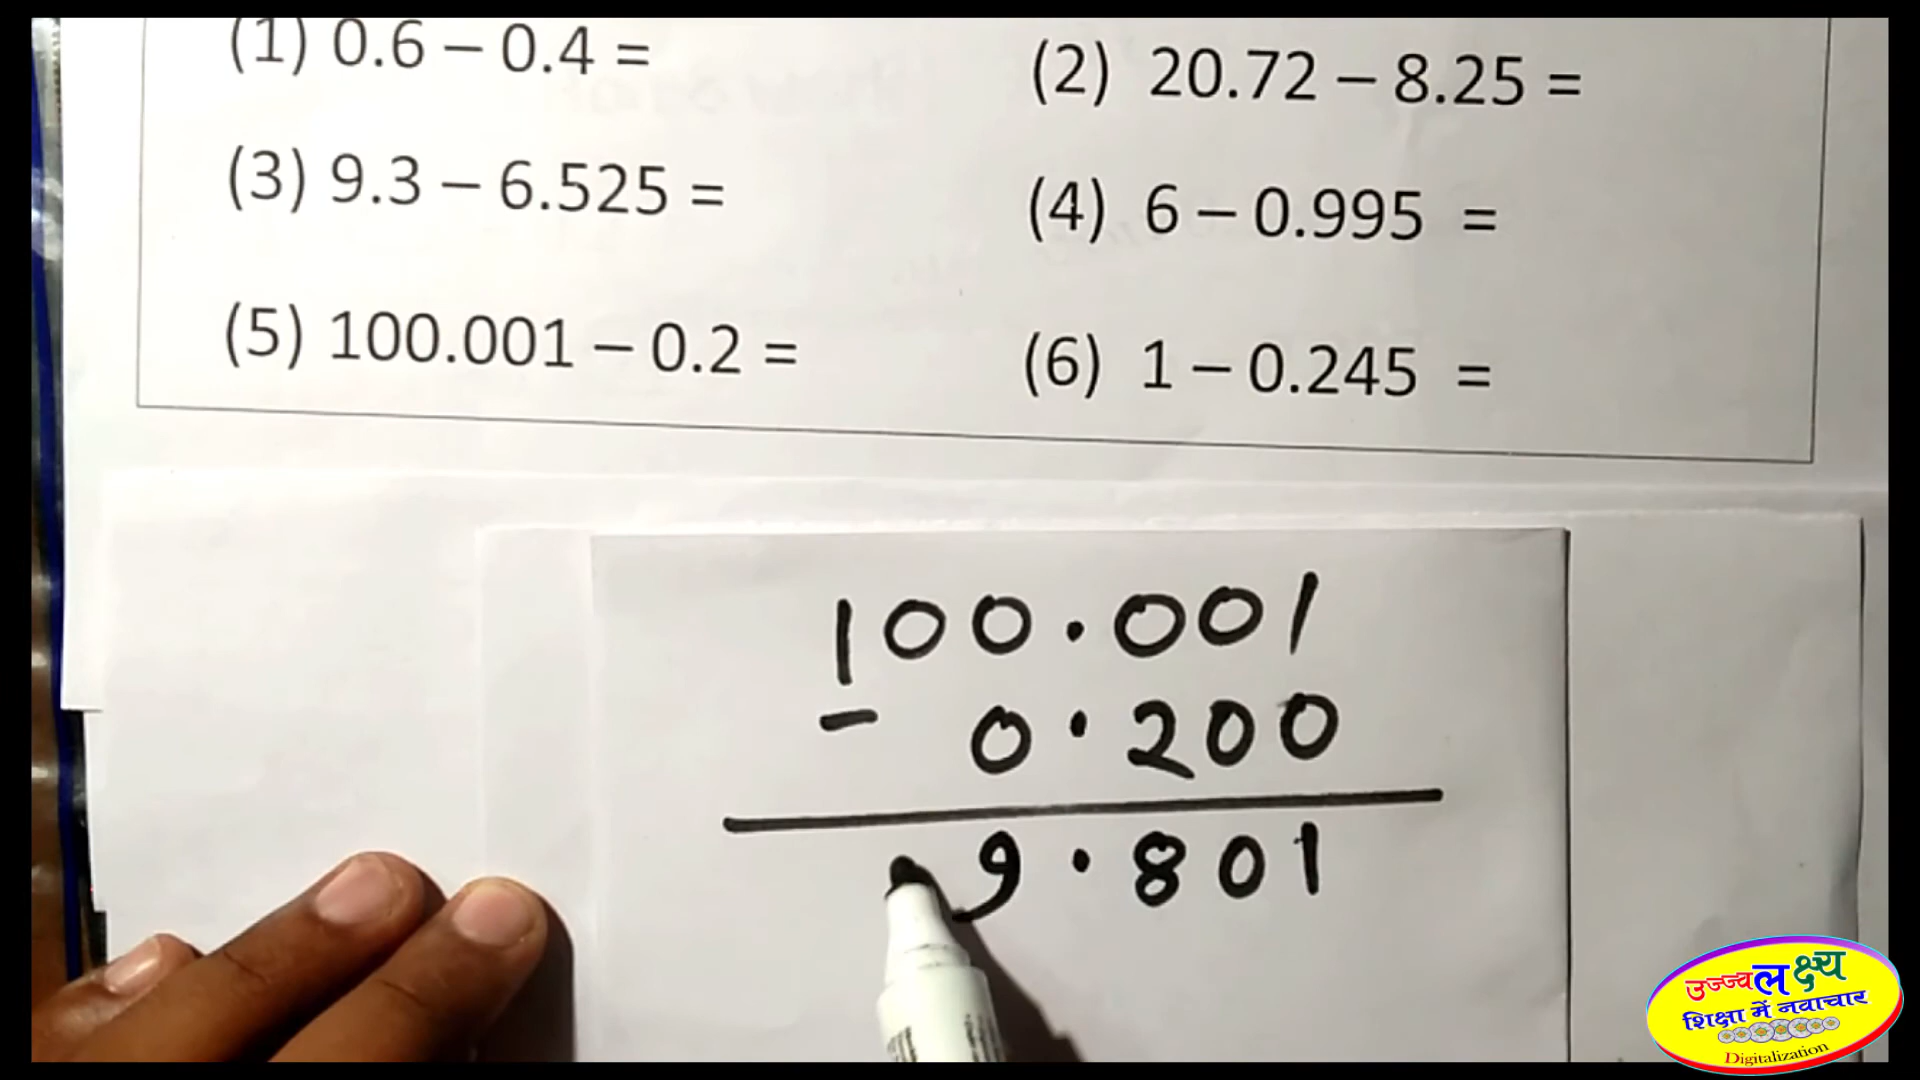 (1) 0.6 – 0.4 =
(2) 20.72 – 8.25 =
(3) 9.3 – 6.525 =
(4) 6 – 0.995 =
(5) 100.001 – 0.2 =
(6) 1 – 0.245 =
100.001
- 0.200
9.801
उज्ज्वलक्ष्य
शिक्षा में नवाचार
Digitalization